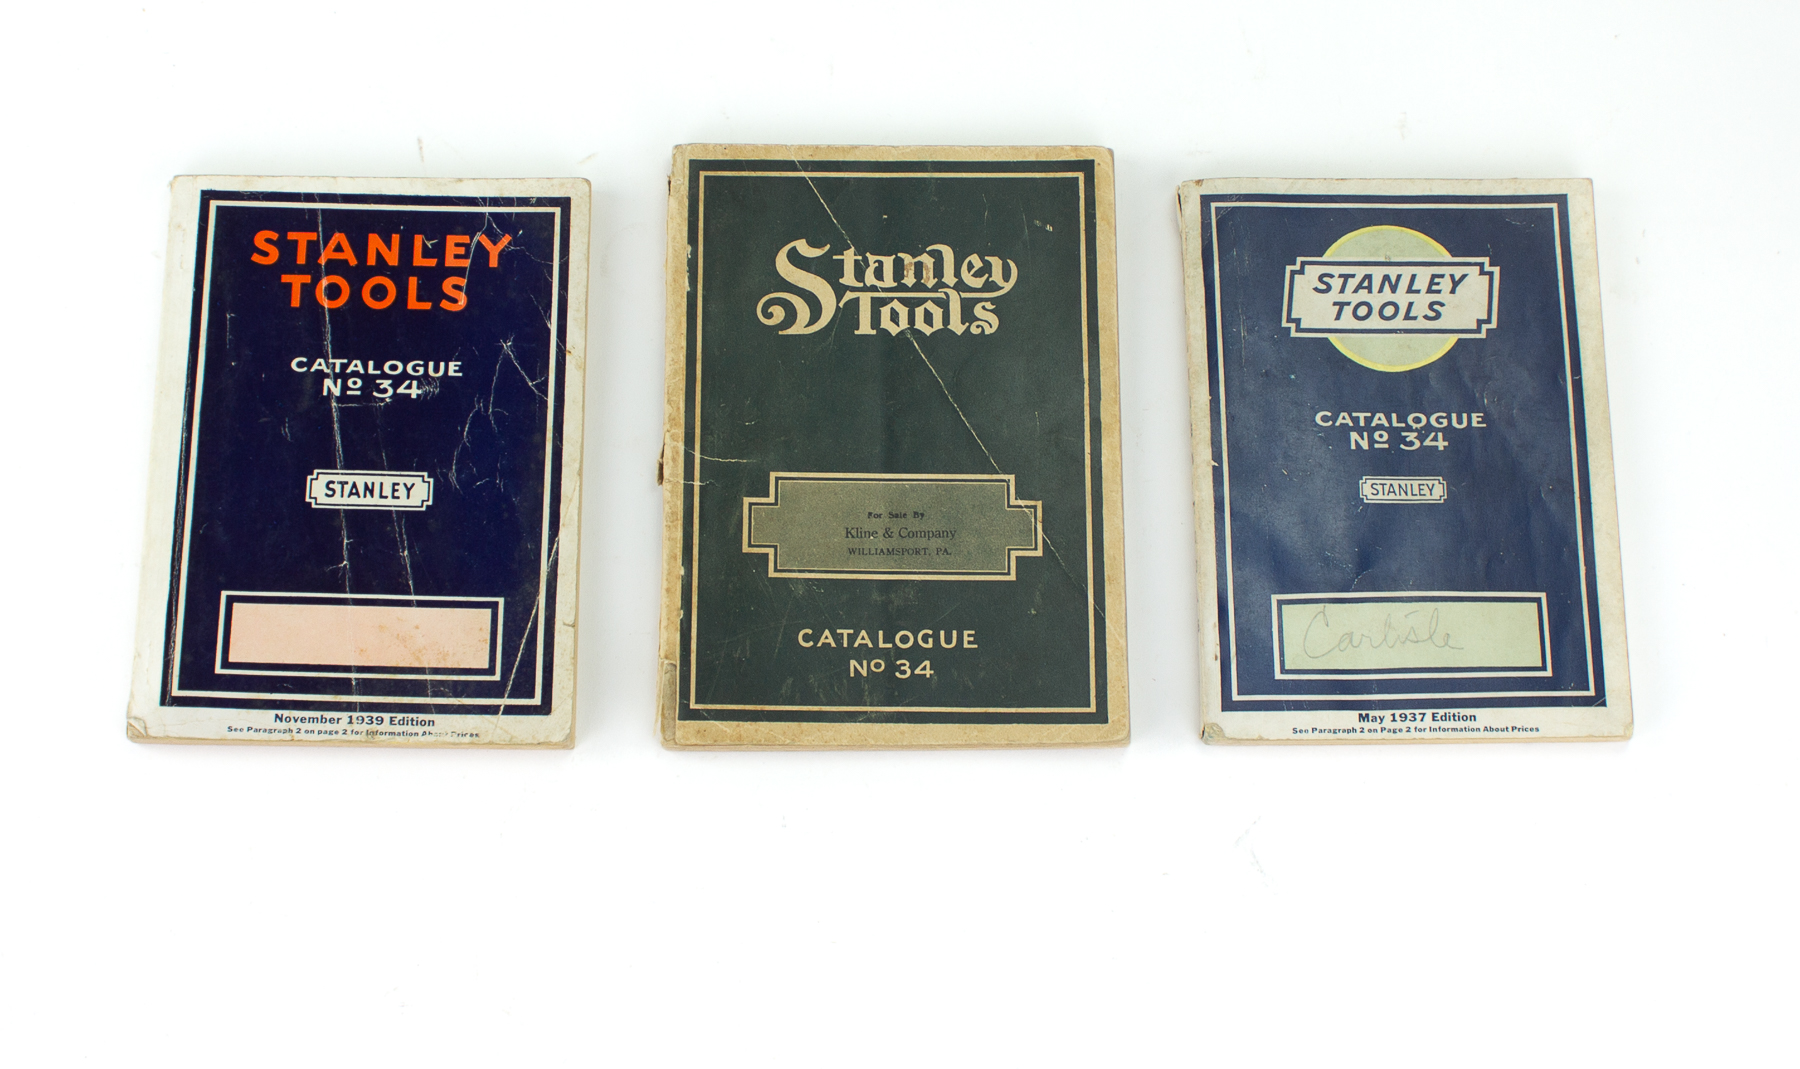 STANLEY
TOOLS
CATALOGUE
Nº 34
STANLEY
November 1939 Edition
See Paragraph 2 on page 2 for Information About Prices
Stanley
Tools
For Sale By
Kline & Company
WILLIAMSPORT, PA.
CATALOGUE
Nº 34
STANLEY
TOOLS
CATALOGUE
Nº 34
STANLEY
Carlisle
May 1937 Edition
See Paragraph 2 on Page 2 for Information About Prices